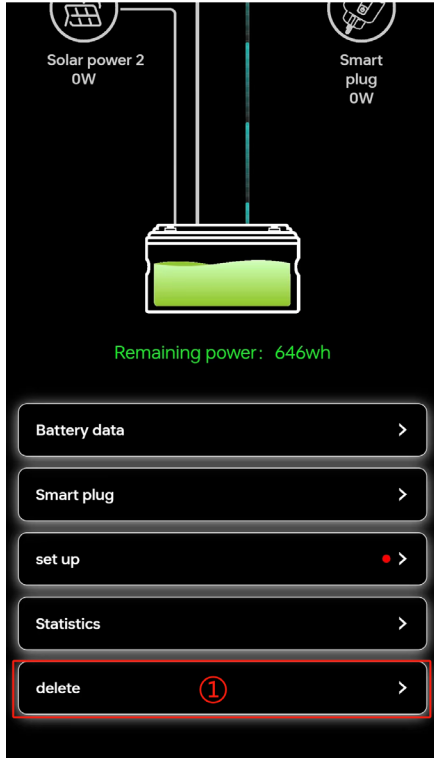 Solar power 2
0W
Smart
plug
0W
Remaining power: 646wh
Battery data
Smart plug
set up
Statistics
delete
①